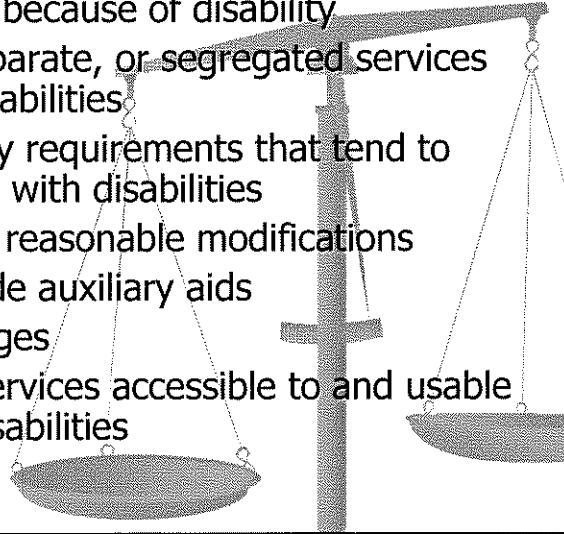 because of disability
parate, or segregated services
abilities
y requirements that tend to
with disabilities
reasonable modifications
de auxiliary aids
ges
ervices accessible to and usable
sabilities